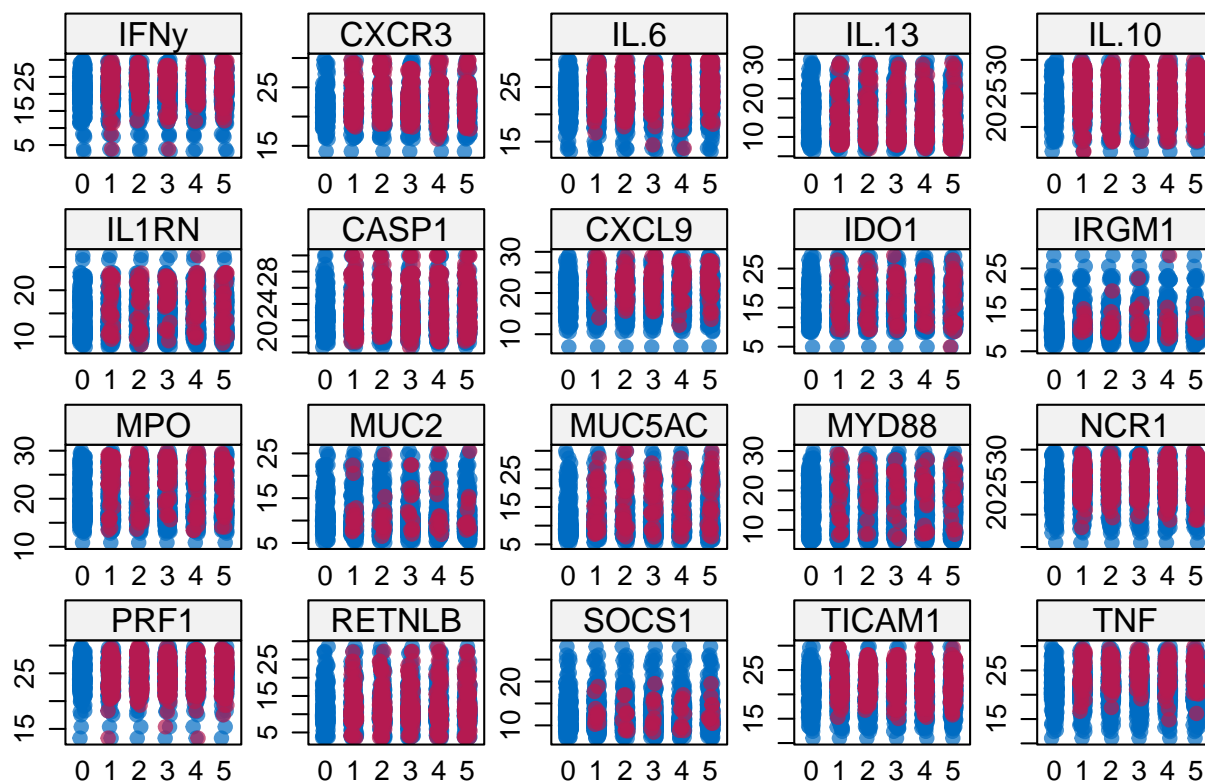 IFNy CXCR3 IL.6 IL.13 IL.10
5 15 25
15 25
15 25
10 20 30
20 25 30
0 1 2 3 4 5 0 1 2 3 4 5 0 1 2 3 4 5 0 1 2 3 4 5 0 1 2 3 4 5
IL1RN CASP1 CXCL9 IDO1 IRGM1
10 20
20 24 28
10 20 30
5 15 25
5 15 25
0 1 2 3 4 5 0 1 2 3 4 5 0 1 2 3 4 5 0 1 2 3 4 5 0 1 2 3 4 5
MPO MUC2 MUC5AC MYD88 NCR1
10 20 30
5 15 25
5 15 25
10 20 30
20 25 30
0 1 2 3 4 5 0 1 2 3 4 5 0 1 2 3 4 5 0 1 2 3 4 5 0 1 2 3 4 5
PRF1 RETNLB SOCS1 TICAM1 TNF
15 25
5 15 25
10 20
15 25
15 25
0 1 2 3 4 5 0 1 2 3 4 5 0 1 2 3 4 5 0 1 2 3 4 5 0 1 2 3 4 5